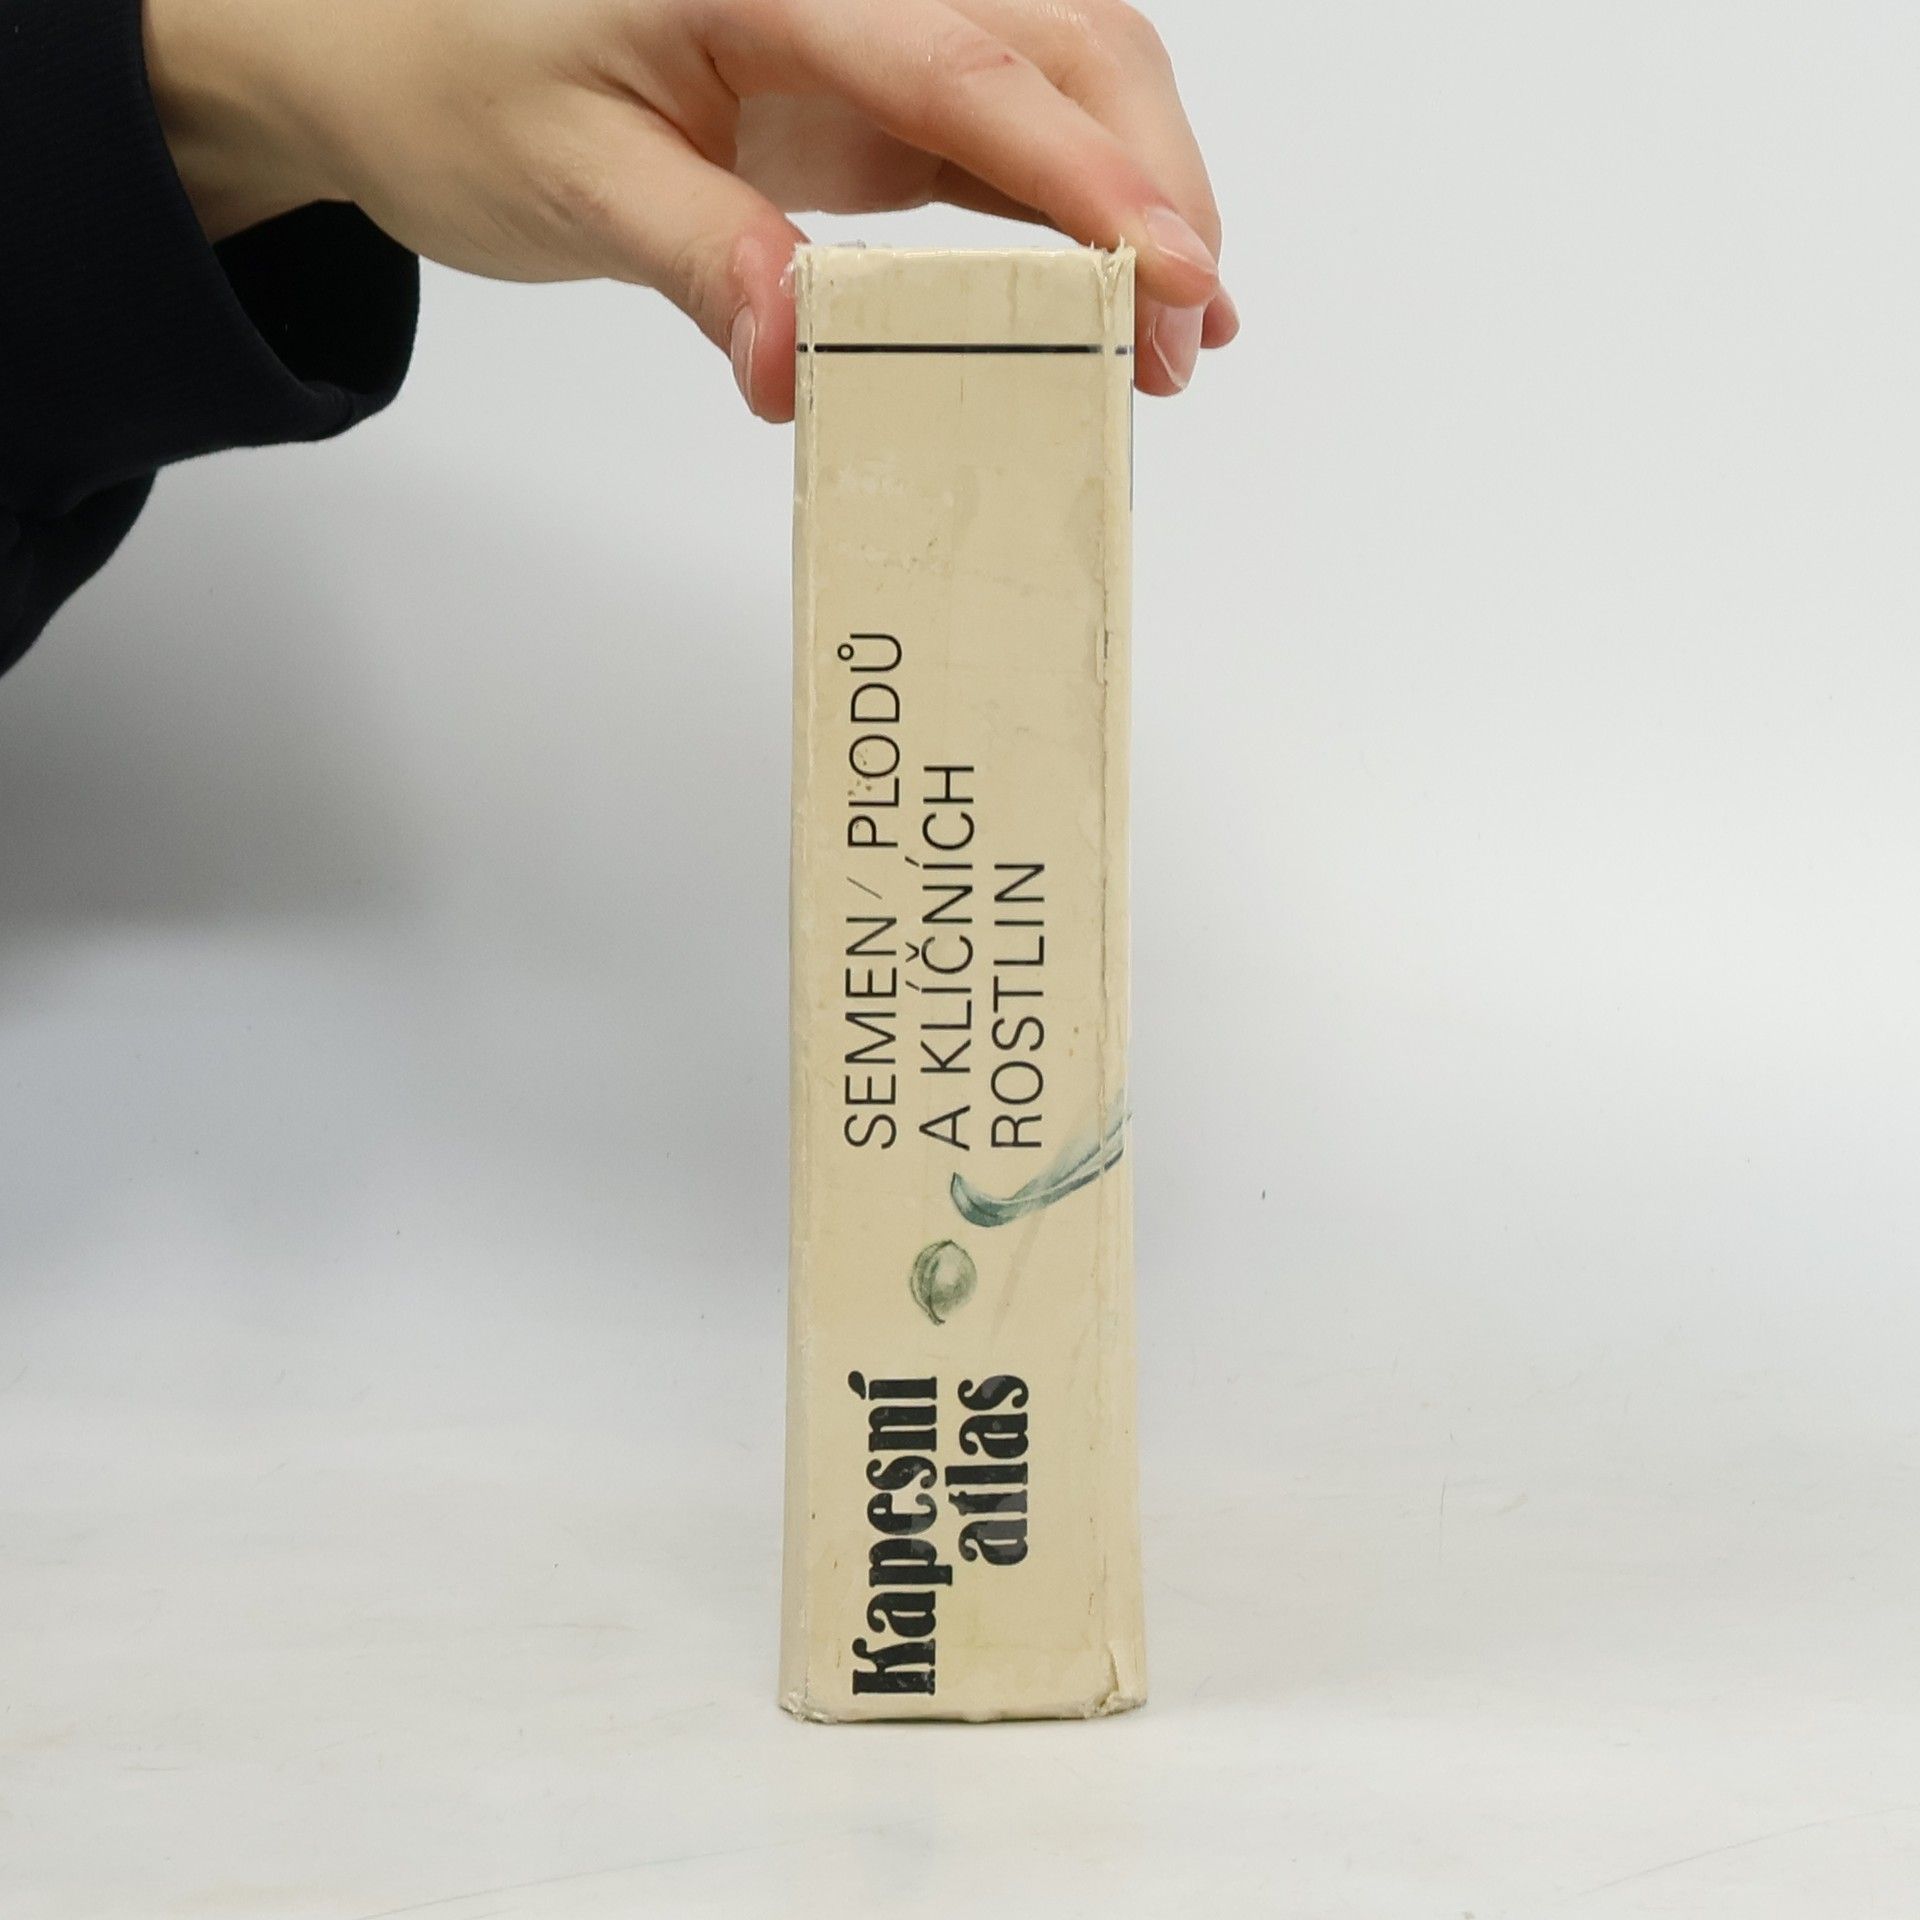 Kapesní
atlas
SEMEN, PLODŮ
A KLÍČNÍCH
ROSTLIN